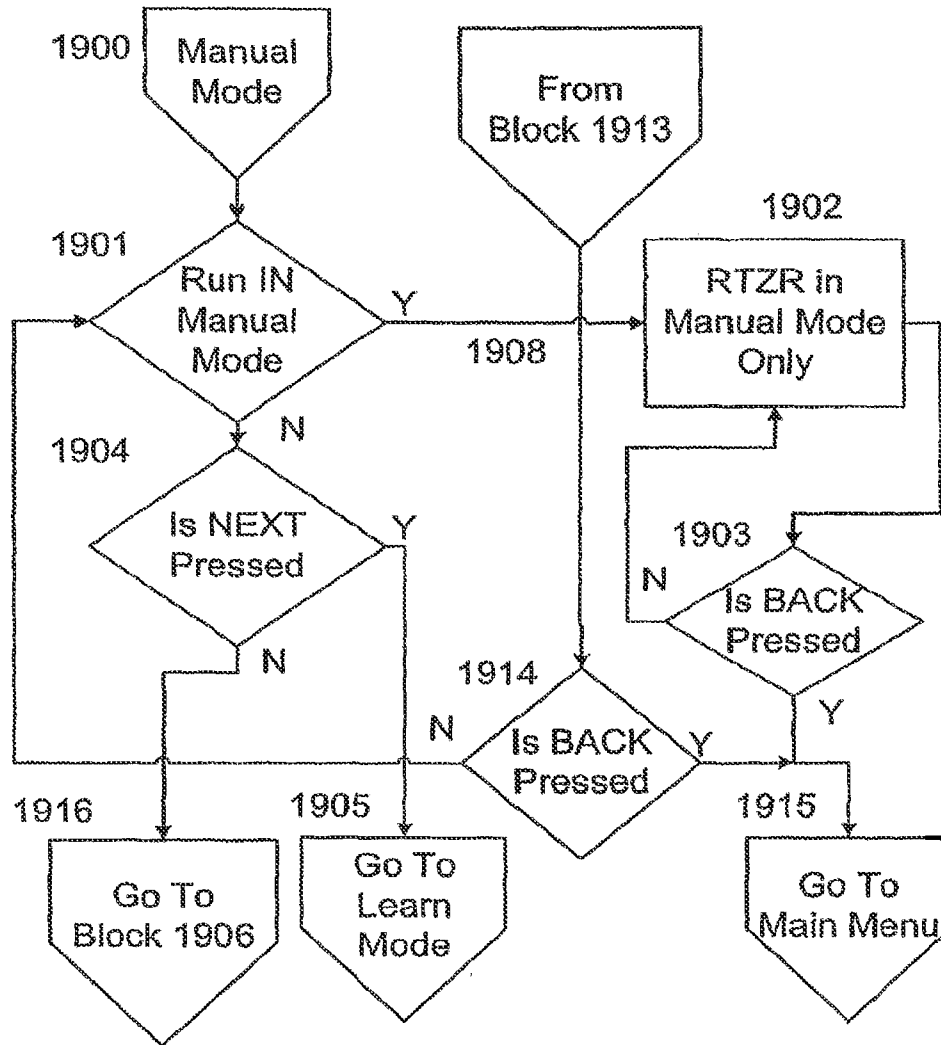 1900
Manual
Mode
From
Block 1913
1901
Run IN
Manual
Mode
Y
1908
1902
RTZR in
Manual Mode
Only
N
1904
Is NEXT
Pressed
Y
N
1903
N
Is BACK
Pressed
Y
1914
N
Is BACK
Pressed
Y
1916
Go To
Block 1906
1905
Go To
Learn
Mode
1915
Go To
Main Menu